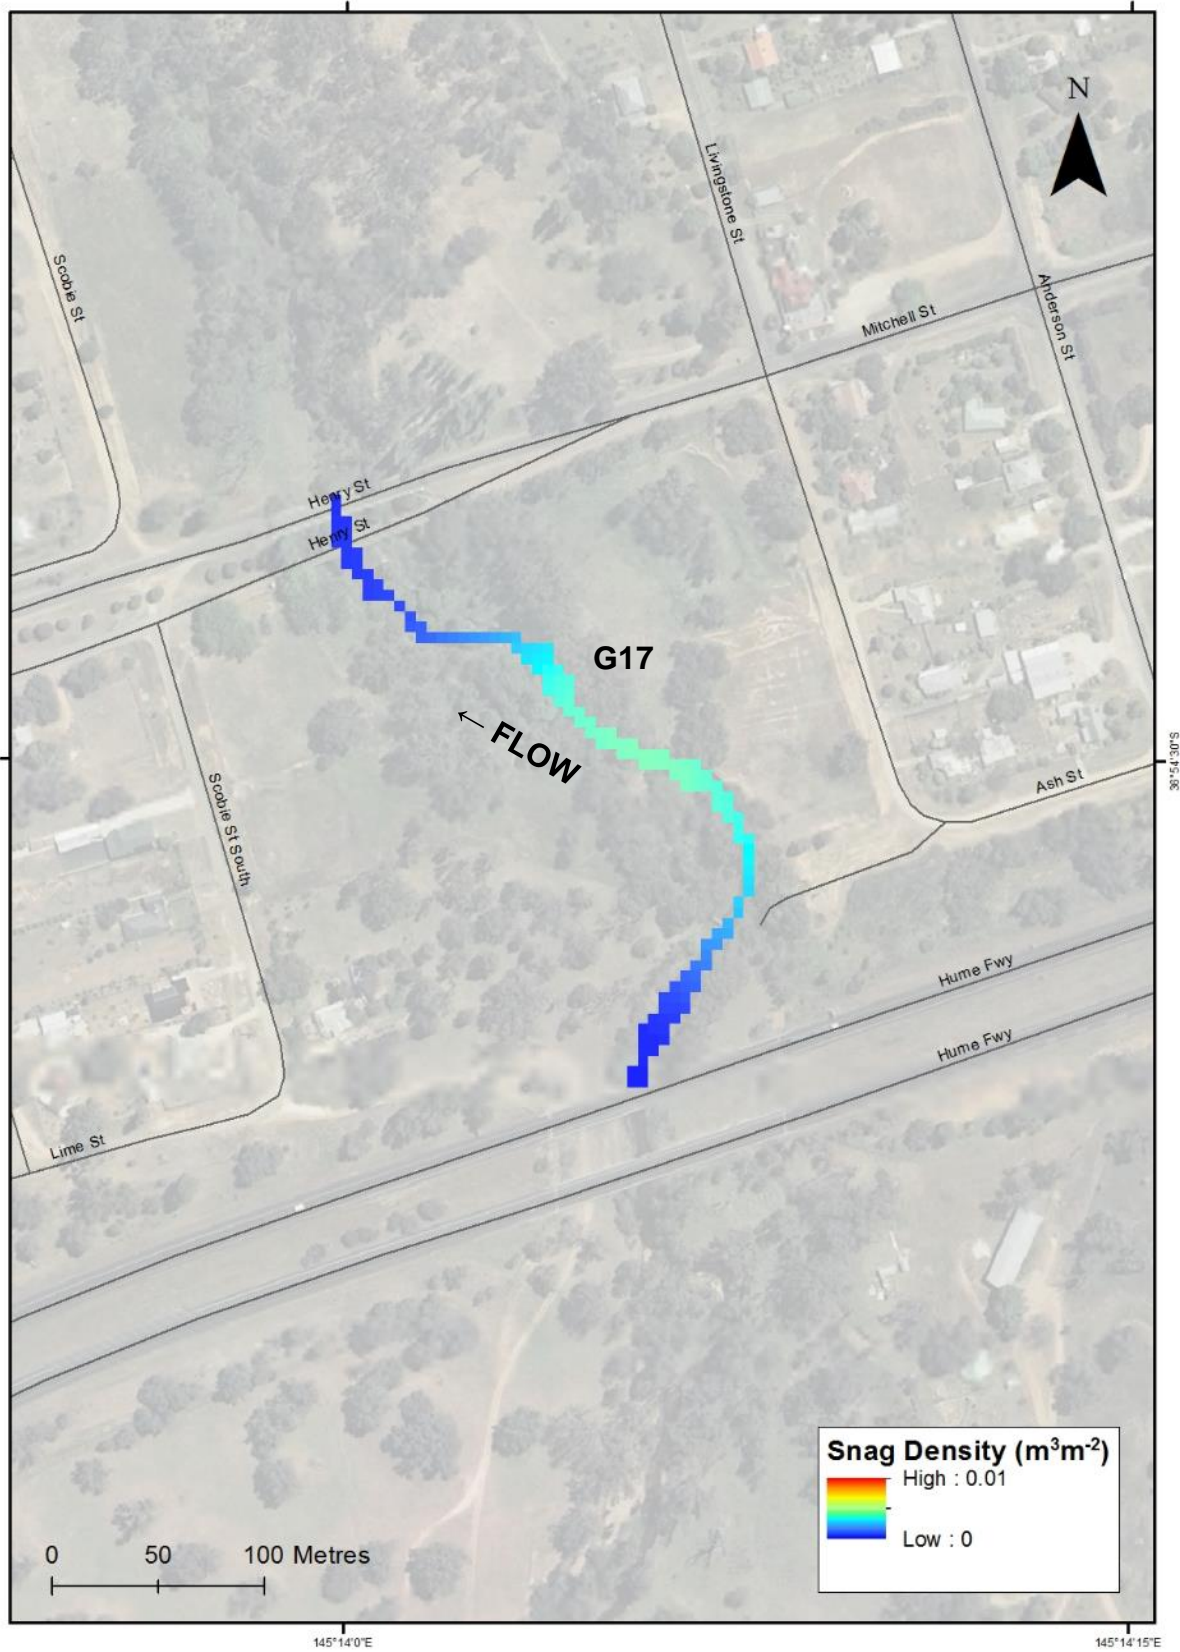 N
Livingstone St
Scobie St
Anderson St
Mitchell St
Henry St
Henry St
G17
← FLOW
36°54'30"S
Ash St
Scobie St South
Hume Fwy
Hume Fwy
Lime St
Snag Density (m³m⁻²)
High : 0.01
Low : 0
0 50 100 Metres
145°14'0"E
145°14'15"E